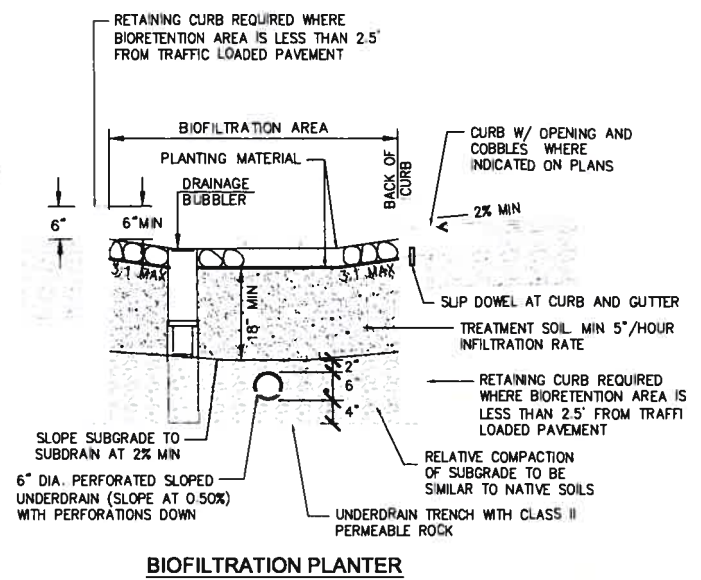 RETAINING CURB REQUIRED WHERE
BIORETENTION AREA IS LESS THAN 2.5'
FROM TRAFFIC LOADED PAVEMENT
BIOFILTRATION AREA
PLANTING MATERIAL
DRAINAGE
BUBBLER
BACK OF
CURB
CURB W/ OPENING AND
COBBLES WHERE
INDICATED ON PLANS
2% MIN
6"
6"MIN
3:1 MAX
3:1 MAX
18" MIN
SLIP DOWEL AT CURB AND GUTTER
TREATMENT SOIL. MIN 5"/HOUR
INFILTRATION RATE
2"
6
4"
RETAINING CURB REQUIRED
WHERE BIORETENTION AREA IS
LESS THAN 2.5' FROM TRAFFI
LOADED PAVEMENT
SLOPE SUBGRADE TO
SUBDRAIN AT 2% MIN
6" DIA. PERFORATED SLOPED
UNDERDRAIN (SLOPE AT 0.50%)
WITH PERFORATIONS DOWN
RELATIVE COMPACTION
OF SUBGRADE TO BE
SIMILAR TO NATIVE SOILS
UNDERDRAIN TRENCH WITH CLASS II
PERMEABLE ROCK
BIOFILTRATION PLANTER